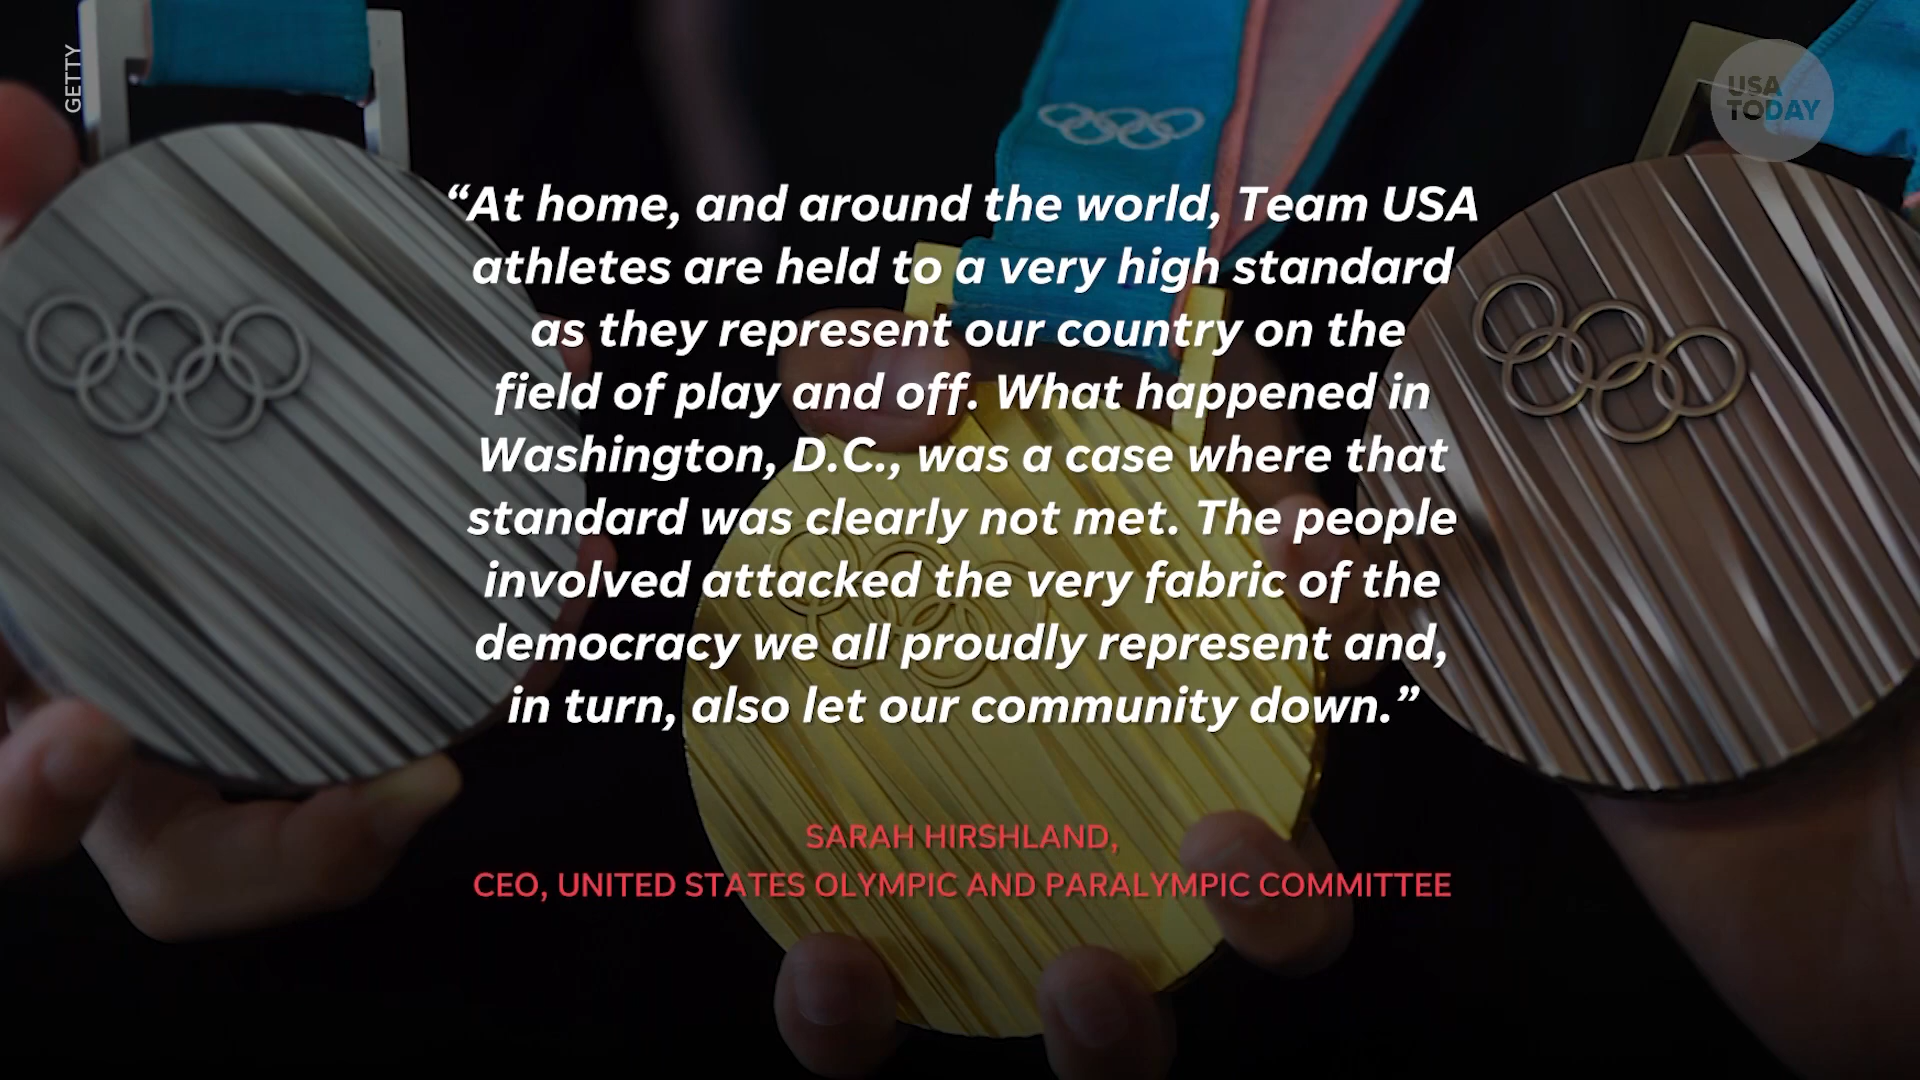 GETTY
USA
TODAY
“At home, and around the world, Team USA
athletes are held to a very high standard
as they represent our country on the
field of play and off. What happened in
Washington, D.C., was a case where that
standard was clearly not met. The people
involved attacked the very fabric of the
democracy we all proudly represent and,
in turn, also let our community down.”
SARAH HIRSHLAND,
CEO, UNITED STATES OLYMPIC AND PARALYMPIC COMMITTEE